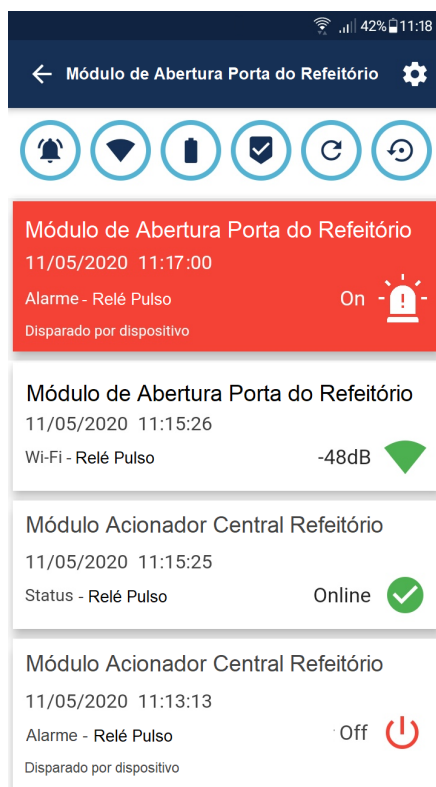 42% 11:18
Módulo de Abertura Porta do Refeitório
Módulo de Abertura Porta do Refeitório
11/05/2020 11:17:00
Alarme - Relé Pulso On
Disparado por dispositivo
Módulo de Abertura Porta do Refeitório
11/05/2020 11:15:26
Wi-Fi - Relé Pulso -48dB
Módulo Acionador Central Refeitório
11/05/2020 11:15:25
Status - Relé Pulso Online
Módulo Acionador Central Refeitório
11/05/2020 11:13:13
Alarme - Relé Pulso Off
Disparado por dispositivo